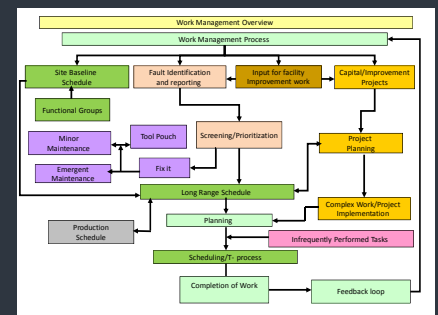 Work Management Overview
Work Management Process
Site Baseline
Schedule
Fault Identification
and reporting
Input for facility
Improvement work
Capital/Improvement
Projects
Functional Groups
Minor
Maintenance
Tool Pouch
Screening/Prioritization
Project
Planning
Emergent
Maintenance
Fix it
Long Range Schedule
Complex Work/Project
Implementation
Planning
Production
Schedule
Infrequently Performed Tasks
Scheduling/T- process
Completion of Work
Feedback loop